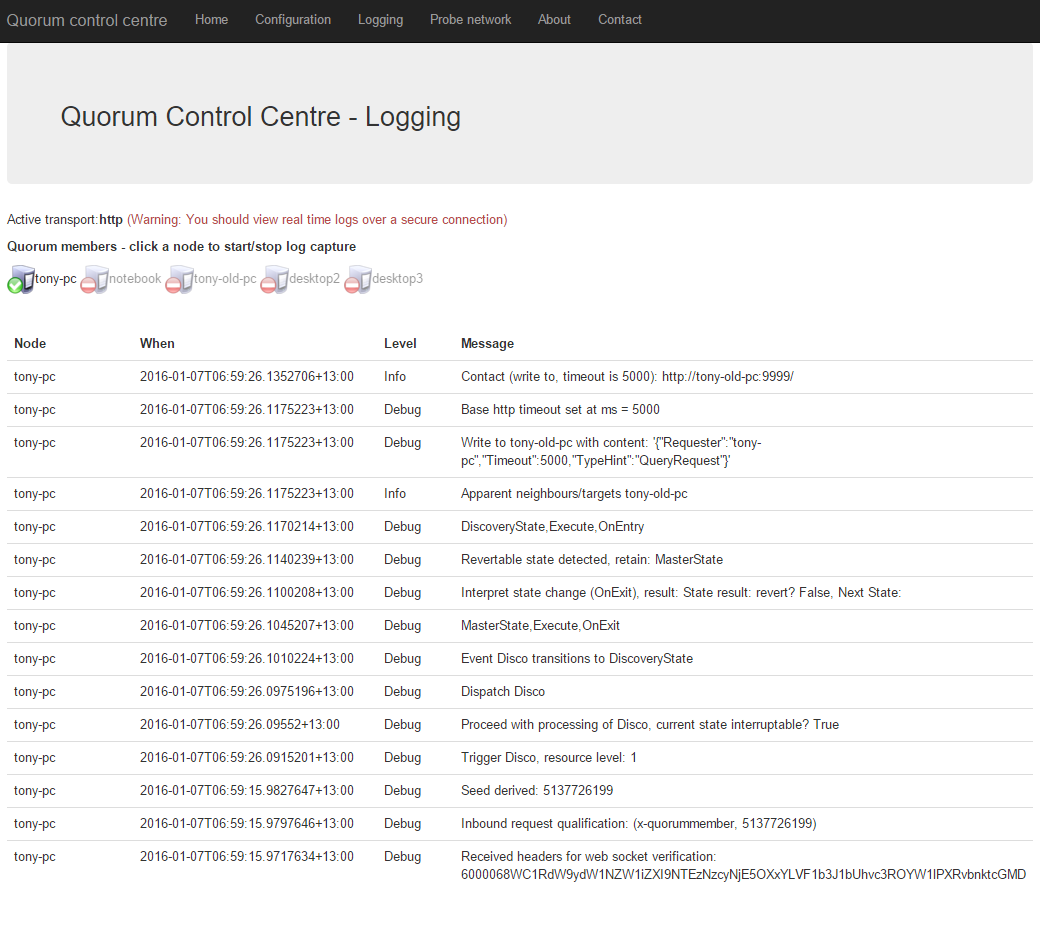 Quorum control centre Home Configuration Logging Probe network About Contact
Quorum Control Centre - Logging
Active transport:http (Warning: You should view real time logs over a secure connection)
Quorum members - click a node to start/stop log capture
tony-pc notebook tony-old-pc desktop2 desktop3
Node When Level Message
tony-pc 2016-01-07T06:59:26.1352706+13:00 Info Contact (write to, timeout is 5000): http://tony-old-pc:9999/
tony-pc 2016-01-07T06:59:26.1175223+13:00 Debug Base http timeout set at ms = 5000
tony-pc 2016-01-07T06:59:26.1175223+13:00 Debug Write to tony-old-pc with content: '{"Requester":"tony-
pc","Timeout":5000,"TypeHint":"QueryRequest"}'
tony-pc 2016-01-07T06:59:26.1175223+13:00 Info Apparent neighbours/targets tony-old-pc
tony-pc 2016-01-07T06:59:26.1170214+13:00 Debug DiscoveryState,Execute,OnEntry
tony-pc 2016-01-07T06:59:26.1140239+13:00 Debug Revertable state detected, retain: MasterState
tony-pc 2016-01-07T06:59:26.1100208+13:00 Debug Interpret state change (OnExit), result: State result: revert? False, Next State:
tony-pc 2016-01-07T06:59:26.1045207+13:00 Debug MasterState,Execute,OnExit
tony-pc 2016-01-07T06:59:26.1010224+13:00 Debug Event Disco transitions to DiscoveryState
tony-pc 2016-01-07T06:59:26.0975196+13:00 Debug Dispatch Disco
tony-pc 2016-01-07T06:59:26.09552+13:00 Debug Proceed with processing of Disco, current state interruptable? True
tony-pc 2016-01-07T06:59:26.0915201+13:00 Debug Trigger Disco, resource level: 1
tony-pc 2016-01-07T06:59:15.9827647+13:00 Debug Seed derived: 5137726199
tony-pc 2016-01-07T06:59:15.9797646+13:00 Debug Inbound request qualification: (x-quorummember, 5137726199)
tony-pc 2016-01-07T06:59:15.9717634+13:00 Debug Received headers for web socket verification:
6000068WC1RdW9ydW1NZW1iZXI9NTEzNzcyNjE5OXxYLVF1b3J1bUhvc3ROYW1lPXRvbnktcGMD